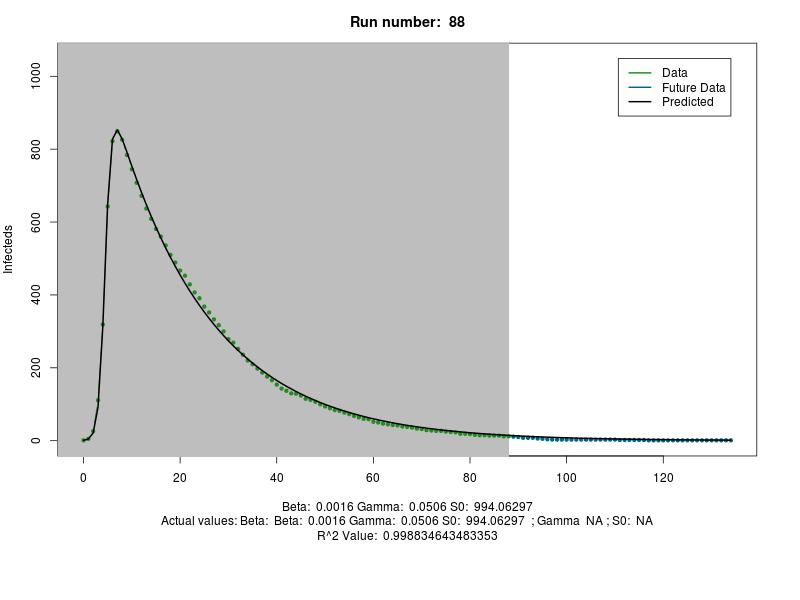 Run number: 88
1000
800
600
400
200
0
Infecteds
Data
Future Data
Predicted
0 20 40 60 80 100 120
Beta: 0.0016 Gamma: 0.0506 S0: 994.06297
Actual values: Beta: Beta: 0.0016 Gamma: 0.0506 S0: 994.06297 ; Gamma NA ; S0: NA
R^2 Value: 0.998834643483353